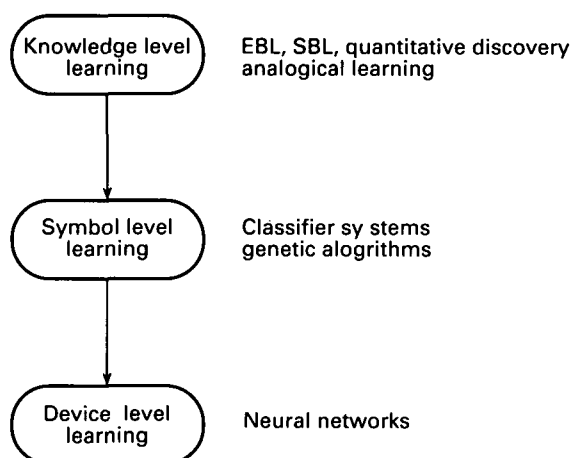 Knowledge level
learning
EBL, SBL, quantitative discovery
analogical learning
Symbol level
learning
Classifier sy stems
genetic alogrithms
Device level
learning
Neural networks